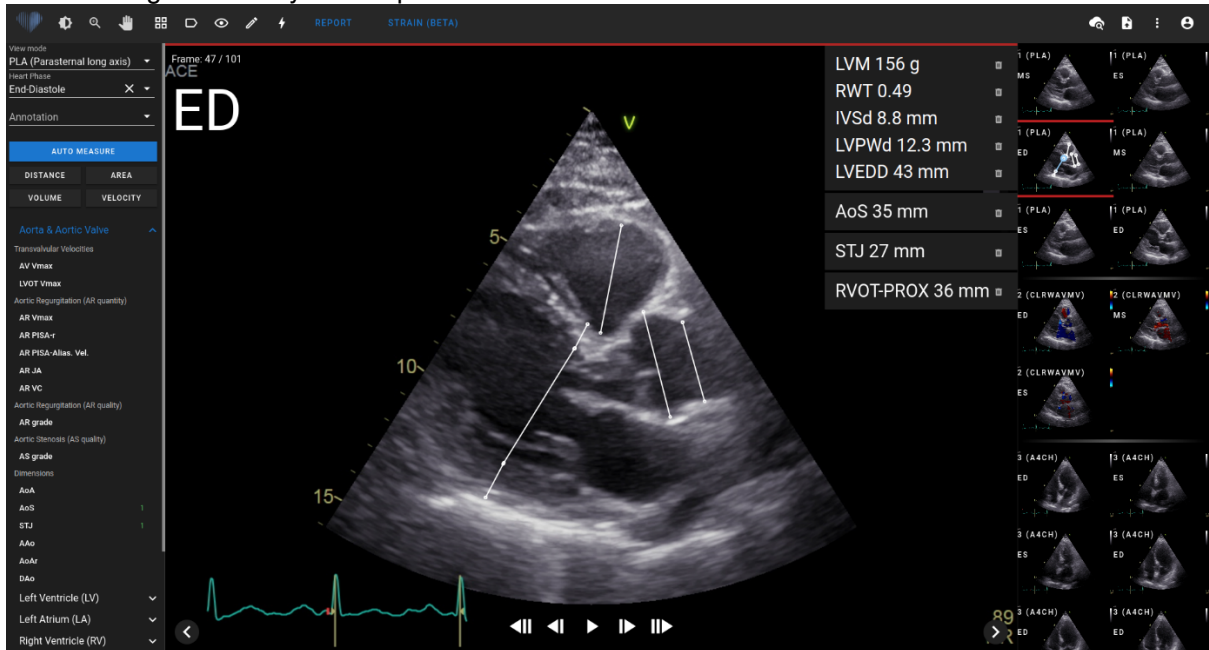 REPORT
STRAIN (BETA)
View mode
PLA (Parasternal long axis)
Heart Phase
End-Diastole
Annotation
AUTO MEASURE
DISTANCE
AREA
VOLUME
VELOCITY
Aorta & Aortic Valve
Transvalvular Velocities
AV Vmax
LVOT Vmax
Aortic Regurgitation (AR quantity)
AR Vmax
AR PISA-r
AR PISA-Alias. Vel.
AR JA
AR VC
Aortic Regurgitation (AR quality)
AR grade
Aortic Stenosis (AS quality)
AS grade
Dimensions
AoA
AoS 1
STJ 1
AAo
AoAr
DAo
Left Ventricle (LV)
Left Atrium (LA)
Right Ventricle (RV)
Frame: 47 / 101
ACE
ED
V
5
10
15
89
LVM 156 g
RWT 0.49
IVSd 8.8 mm
LVPWd 12.3 mm
LVEDD 43 mm
AoS 35 mm
STJ 27 mm
RVOT-PROX 36 mm
1 (PLA)
MS
1 (PLA)
ES
1 (PLA)
ED
1 (PLA)
MS
1 (PLA)
ES
1 (PLA)
ED
2 (CLRWAVMV)
ED
2 (CLRWAVMV)
MS
2 (CLRWAVMV)
ES
3 (A4CH)
ED
3 (A4CH)
ES
3 (A4CH)
ES
3 (A4CH)
ED
3 (A4CH)
ED
3 (A4CH)
ED